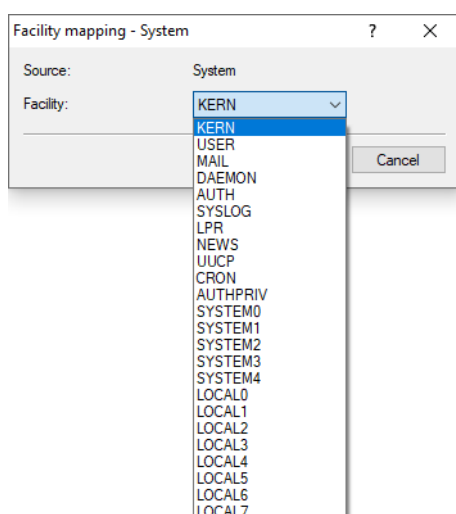 Facility mapping - System ?
Source: System
Facility: KERN
KERN
USER
MAIL
Cancel
DAEMON
AUTH
SYSLOG
LPR
NEWS
UUCP
CRON
AUTHPRIV
SYSTEM0
SYSTEM1
SYSTEM2
SYSTEM3
SYSTEM4
LOCAL0
LOCAL1
LOCAL2
LOCAL3
LOCAL4
LOCAL5
LOCAL6
LOCAL7